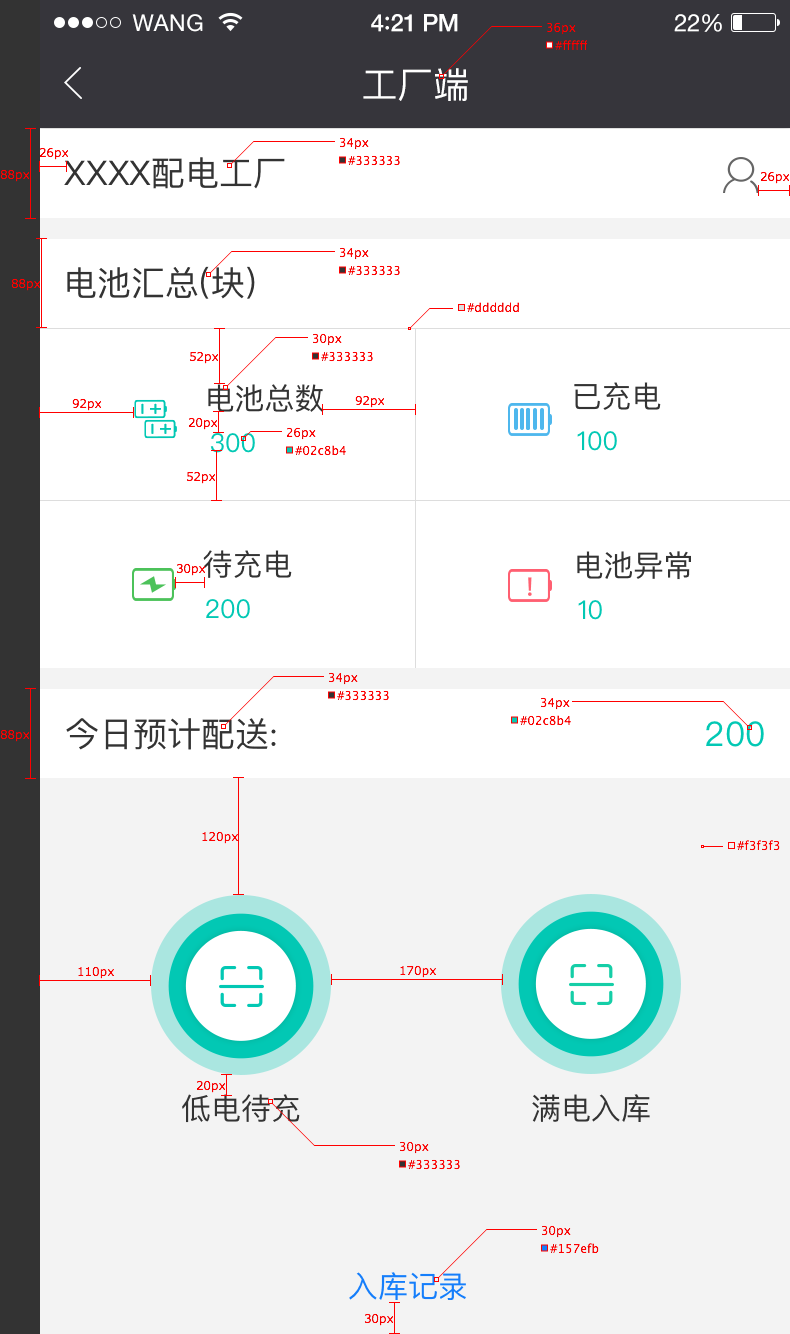 WANG 4:21 PM 22%
36px
#ffffff
工厂端
34px
#333333
26px
88px
XXXX配电工厂
26px
34px
#333333
88px
电池汇总(块)
#dddddd
30px
#333333
52px
92px
电池总数
92px
已充电
20px
26px
300
#02c8b4
100
52px
30px
待充电
200
电池异常
10
34px
#333333
34px
#02c8b4
88px
今日预计配送:
200
120px
#f3f3f3
110px
170px
20px
低电待充
满电入库
30px
#333333
30px
#157efb
入库记录
30px